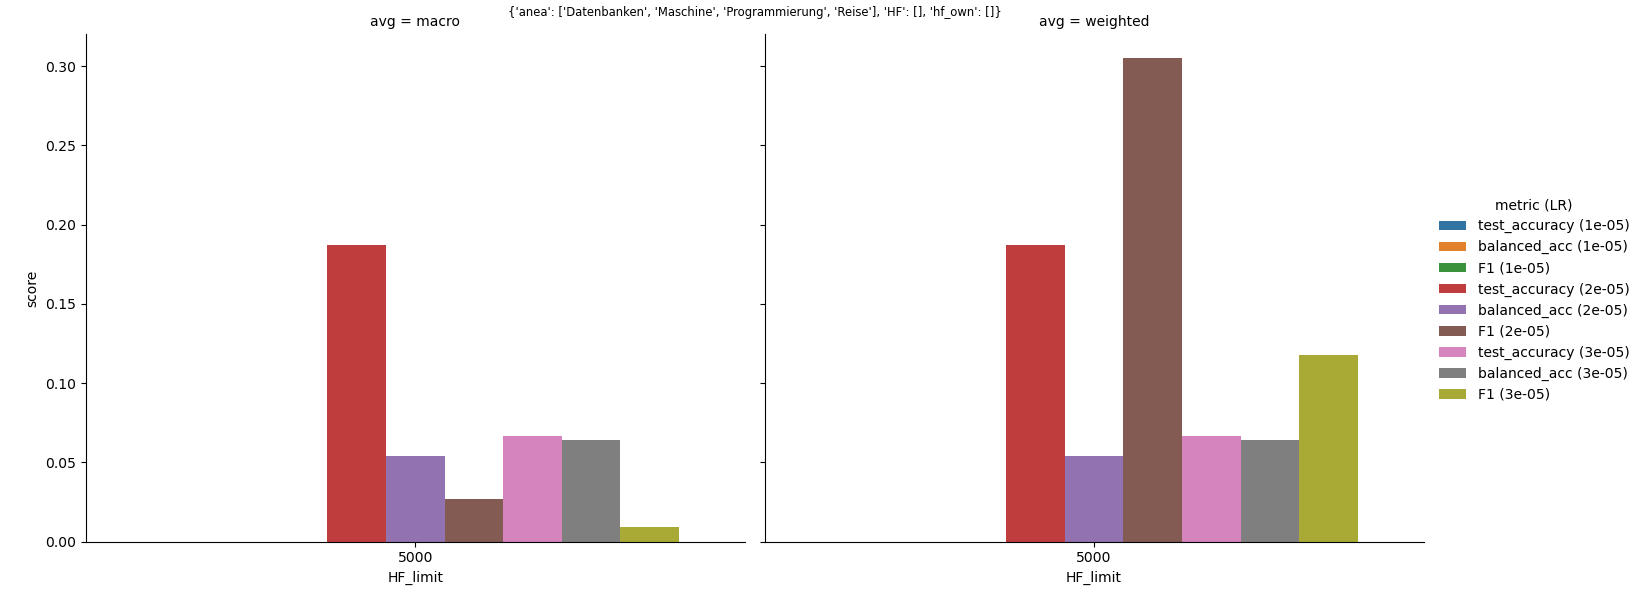 {'anea': ['Datenbanken', 'Maschine', 'Programmierung', 'Reise'], 'HF': [], 'hf_own': []}
avg = macro
avg = weighted
score
0.30
0.25
0.20
0.15
0.10
0.05
0.00
5000
HF_limit
5000
HF_limit
metric (LR)
test_accuracy (1e-05)
balanced_acc (1e-05)
F1 (1e-05)
test_accuracy (2e-05)
balanced_acc (2e-05)
F1 (2e-05)
test_accuracy (3e-05)
balanced_acc (3e-05)
F1 (3e-05)